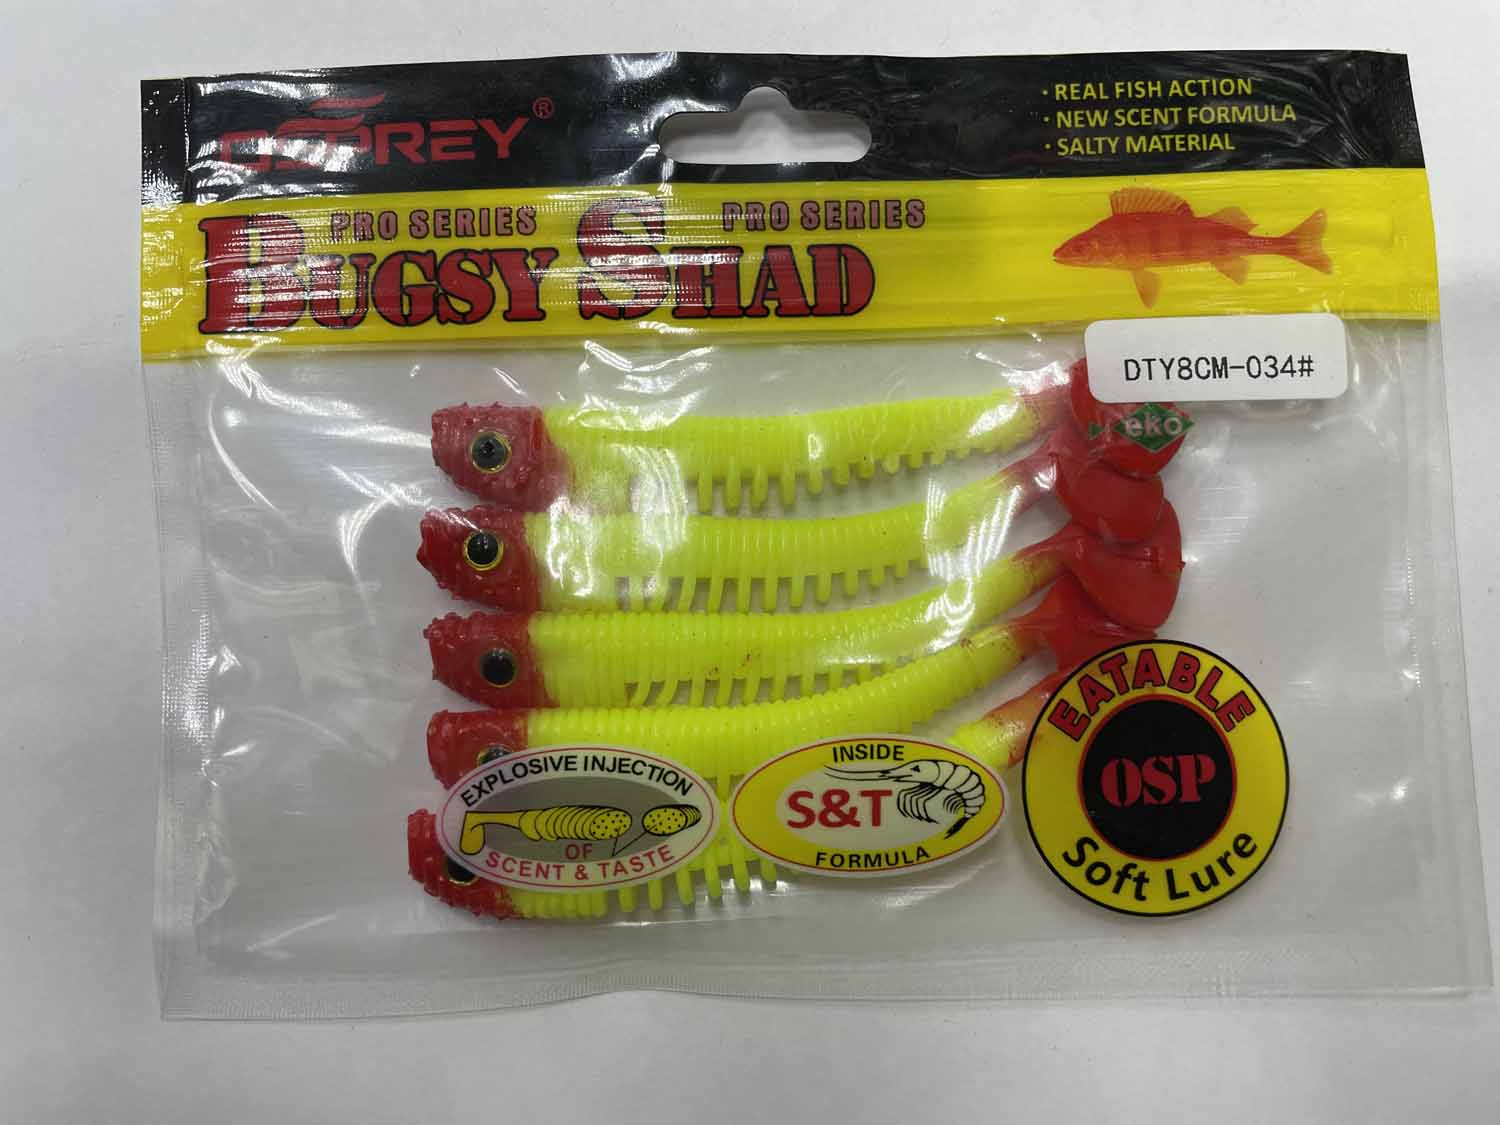 OSPREY®
· REAL FISH ACTION
· NEW SCENT FORMULA
· SALTY MATERIAL
PRO SERIES PRO SERIES
BUGSY SHAD
DTY8CM-034#
eko
EXPLOSIVE INJECTION
OF
SCENT & TASTE
INSIDE
S&T
FORMULA
EATABLE
OSP
Soft Lure